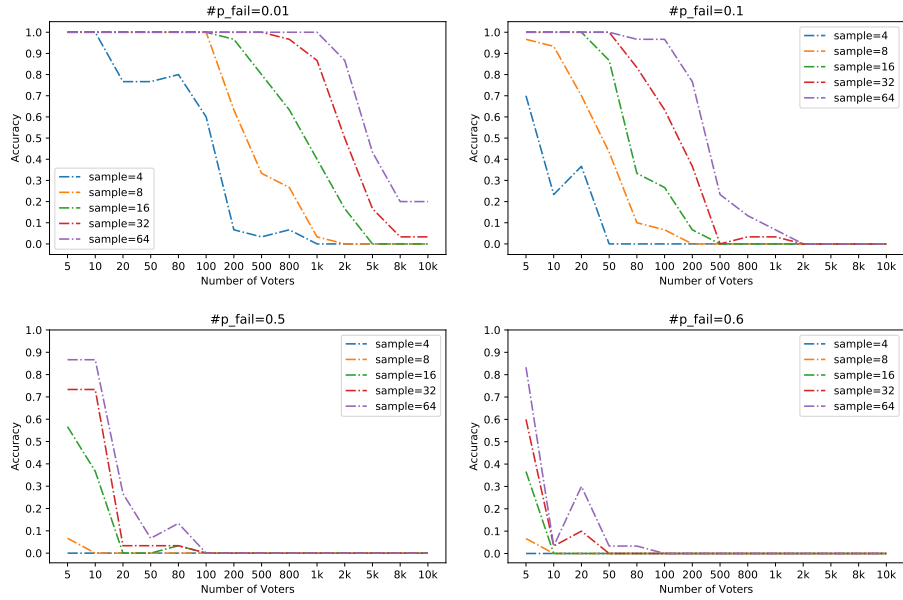 #p_fail=0.01
1.0
0.9
0.8
0.7
0.6
0.5
0.4
0.3
0.2
0.1
0.0
Accuracy
sample=4
sample=8
sample=16
sample=32
sample=64
5 10 20 50 80 100 200 500 800 1k 2k 5k 8k 10k
Number of Voters
#p_fail=0.1
1.0
0.9
0.8
0.7
0.6
0.5
0.4
0.3
0.2
0.1
0.0
Accuracy
sample=4
sample=8
sample=16
sample=32
sample=64
5 10 20 50 80 100 200 500 800 1k 2k 5k 8k 10k
Number of Voters
#p_fail=0.5
1.0
0.9
0.8
0.7
0.6
0.5
0.4
0.3
0.2
0.1
0.0
Accuracy
sample=4
sample=8
sample=16
sample=32
sample=64
5 10 20 50 80 100 200 500 800 1k 2k 5k 8k 10k
Number of Voters
#p_fail=0.6
1.0
0.9
0.8
0.7
0.6
0.5
0.4
0.3
0.2
0.1
0.0
Accuracy
sample=4
sample=8
sample=16
sample=32
sample=64
5 10 20 50 80 100 200 500 800 1k 2k 5k 8k 10k
Number of Voters